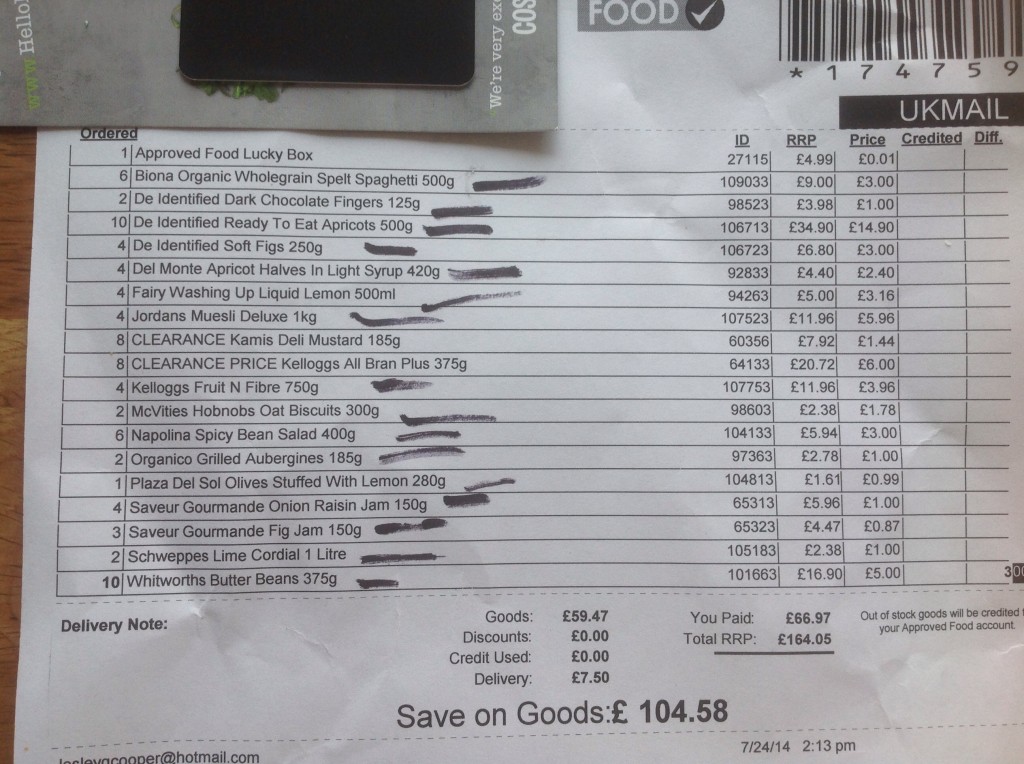 www.Hello
We're very exc
COS
FOOD
* 1 7 4 7 5 9
UKMAIL
Ordered ID RRP Price Credited Diff.
1 Approved Food Lucky Box 27115 £4.99 £0.01
6 Biona Organic Wholegrain Spelt Spaghetti 500g 109033 £9.00 £3.00
2 De Identified Dark Chocolate Fingers 125g 98523 £3.98 £1.00
10 De Identified Ready To Eat Apricots 500g 106713 £34.90 £14.90
4 De Identified Soft Figs 250g 106723 £6.80 £3.00
4 Del Monte Apricot Halves In Light Syrup 420g 92833 £4.40 £2.40
4 Fairy Washing Up Liquid Lemon 500ml 94263 £5.00 £3.16
4 Jordans Muesli Deluxe 1kg 107523 £11.96 £5.96
8 CLEARANCE Kamis Deli Mustard 185g 60356 £7.92 £1.44
8 CLEARANCE PRICE Kelloggs All Bran Plus 375g 64133 £20.72 £6.00
4 Kelloggs Fruit N Fibre 750g 107753 £11.96 £3.96
2 McVities Hobnobs Oat Biscuits 300g 98603 £2.38 £1.78
6 Napolina Spicy Bean Salad 400g 104133 £5.94 £3.00
2 Organico Grilled Aubergines 185g 97363 £2.78 £1.00
1 Plaza Del Sol Olives Stuffed With Lemon 280g 104813 £1.61 £0.99
4 Saveur Gourmande Onion Raisin Jam 150g 65313 £5.96 £1.00
3 Saveur Gourmande Fig Jam 150g 65323 £4.47 £0.87
2 Schweppes Lime Cordial 1 Litre 105183 £2.38 £1.00
10 Whitworths Butter Beans 375g 101663 £16.90 £5.00
Delivery Note: Goods: £59.47 You Paid: £66.97 Out of stock goods will be credited
Discounts: £0.00 Total RRP: £164.05 your Approved Food account.
Credit Used: £0.00
Delivery: £7.50
Save on Goods:£ 104.58
7/24/14 2:13 pm
lesleygcooper@hotmail.com